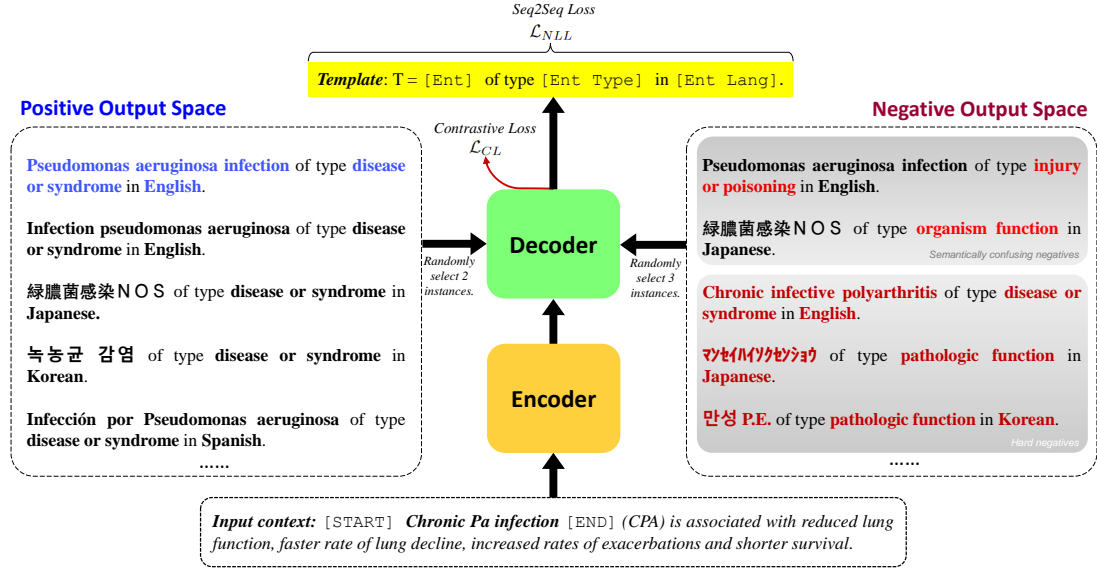 Seq2Seq Loss
ℒ_NLL
Template: T = [Ent] of type [Ent Type] in [Ent Lang].
Positive Output Space
Pseudomonas aeruginosa infection of type disease
or syndrome in English.
Infection pseudomonas aeruginosa of type disease
or syndrome in English.
緑膿菌感染ＮＯＳ of type disease or syndrome in
Japanese.
녹농균 감염 of type disease or syndrome in
Korean.
Infección por Pseudomonas aeruginosa of type
disease or syndrome in Spanish.
......
Contrastive Loss
ℒ_CL
Decoder
Randomly
select 2
instances.
Randomly
select 3
instances.
Encoder
Negative Output Space
Pseudomonas aeruginosa infection of type injury
or poisoning in English.
緑膿菌感染ＮＯＳ of type organism function in
Japanese.
Semantically confusing negatives
Chronic infective polyarthritis of type disease or
syndrome in English.
ﾏﾝｾｲﾊｲｿｸｾﾝｼｮｳ of type pathologic function in
Japanese.
만성 P.E. of type pathologic function in Korean.
Hard negatives
......
Input context: [START] Chronic Pa infection [END] (CPA) is associated with reduced lung
function, faster rate of lung decline, increased rates of exacerbations and shorter survival.